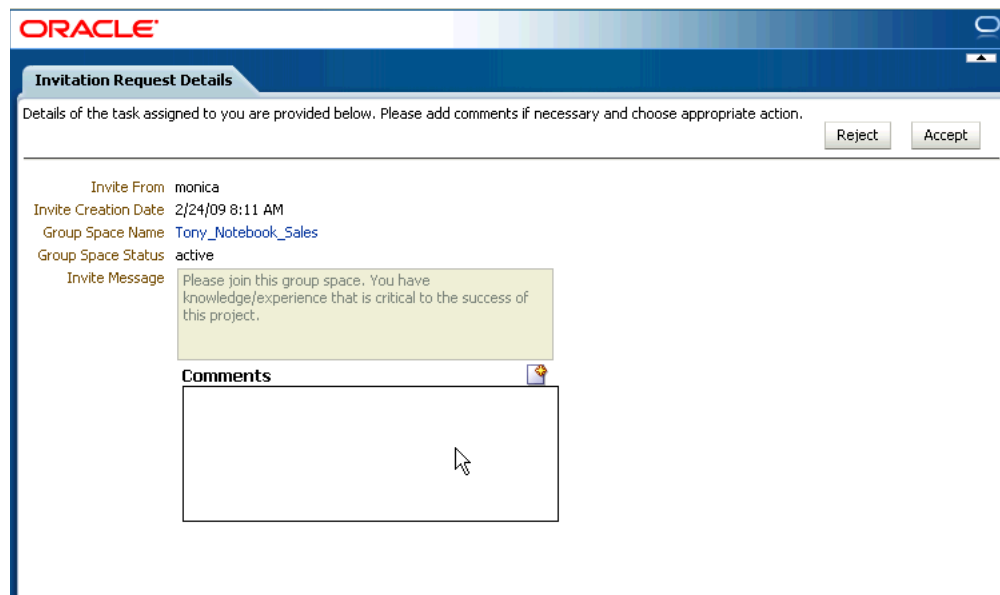 ORACLE
Invitation Request Details
Details of the task assigned to you are provided below. Please add comments if necessary and choose appropriate action.
Reject Accept
Invite From monica
Invite Creation Date 2/24/09 8:11 AM
Group Space Name Tony_Notebook_Sales
Group Space Status active
Invite Message Please join this group space. You have
knowledge/experience that is critical to the success of
this project.
Comments